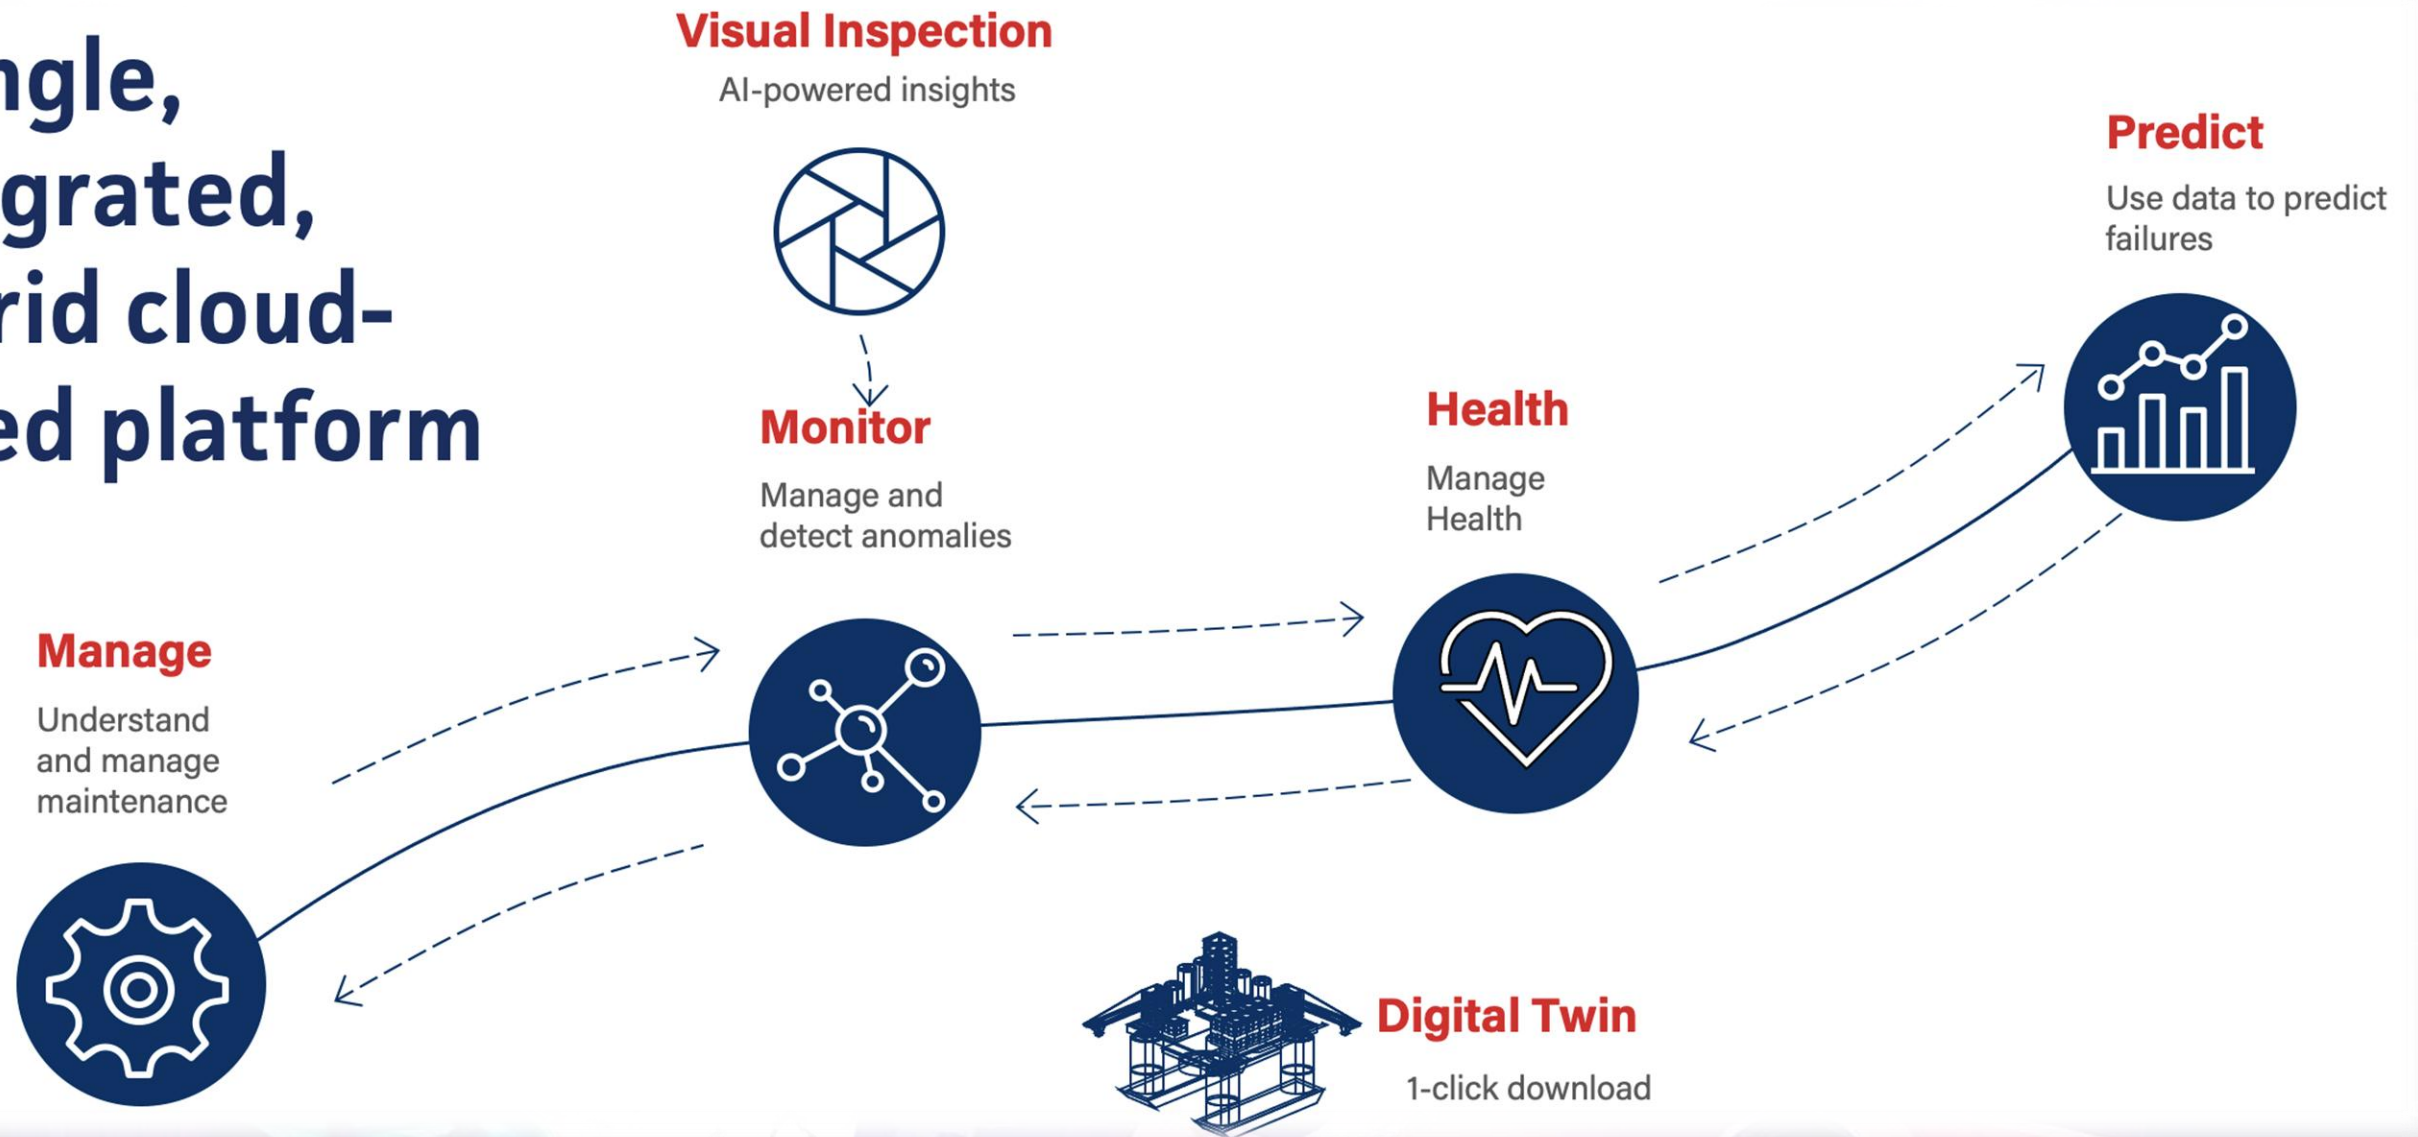 ngle,
grated,
rid cloud-
ed platform
Visual Inspection
AI-powered insights
Predict
Use data to predict
failures
Monitor
Manage and
detect anomalies
Health
Manage
Health
Manage
Understand
and manage
maintenance
Digital Twin
1-click download